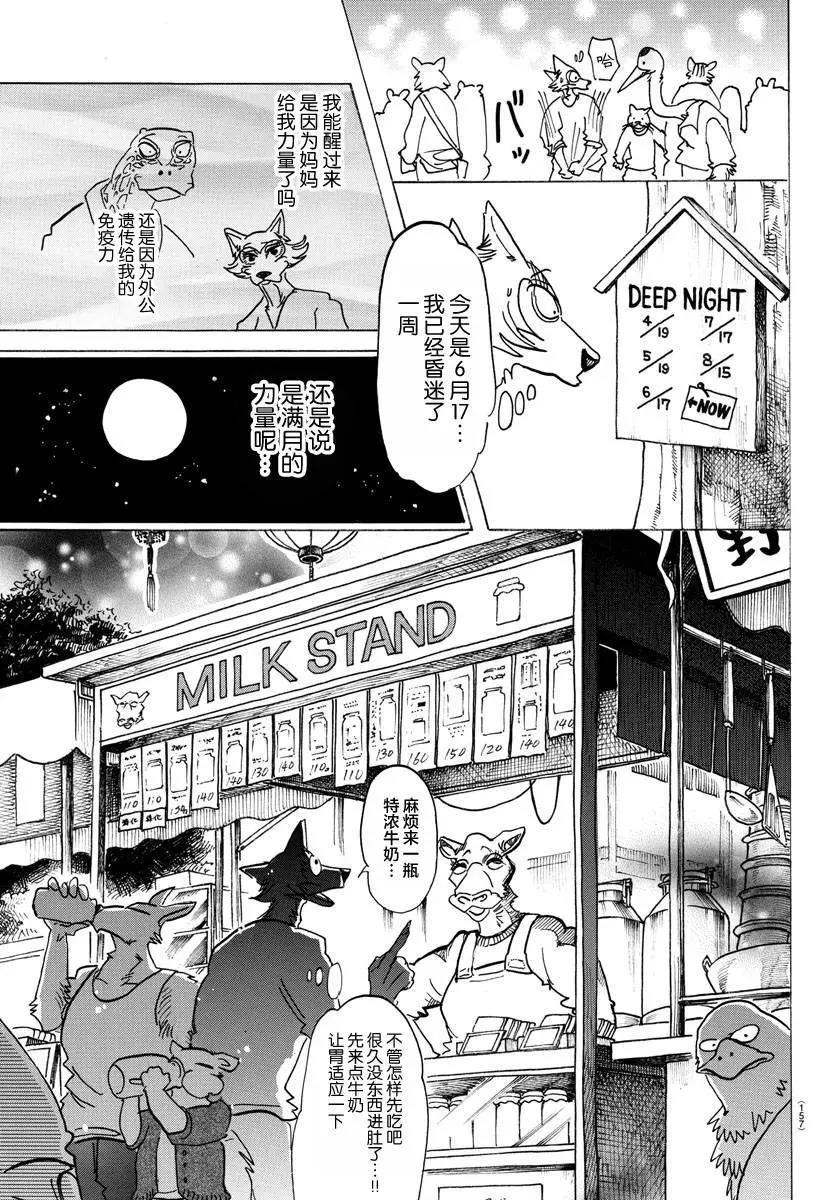 哈
バッ
DEEP NIGHT
4/19
7/17
5/19
8/15
6/17
←NOW
今天是6月17…
我已经昏迷了
一周
我能醒过来
是因为妈妈
给我力量了吗
还是因为外公
遗传给我的
免疫力
还是说
是满月的
力量呢…
MILK STAND
110
110
140
140
130
140
110
110
130
160
150
120
140
140
麻烦来一瓶
特浓牛奶…
不管怎样先吃吧
很久没东西进肚了…!!
先来点牛奶
让胃适应一下
(157)